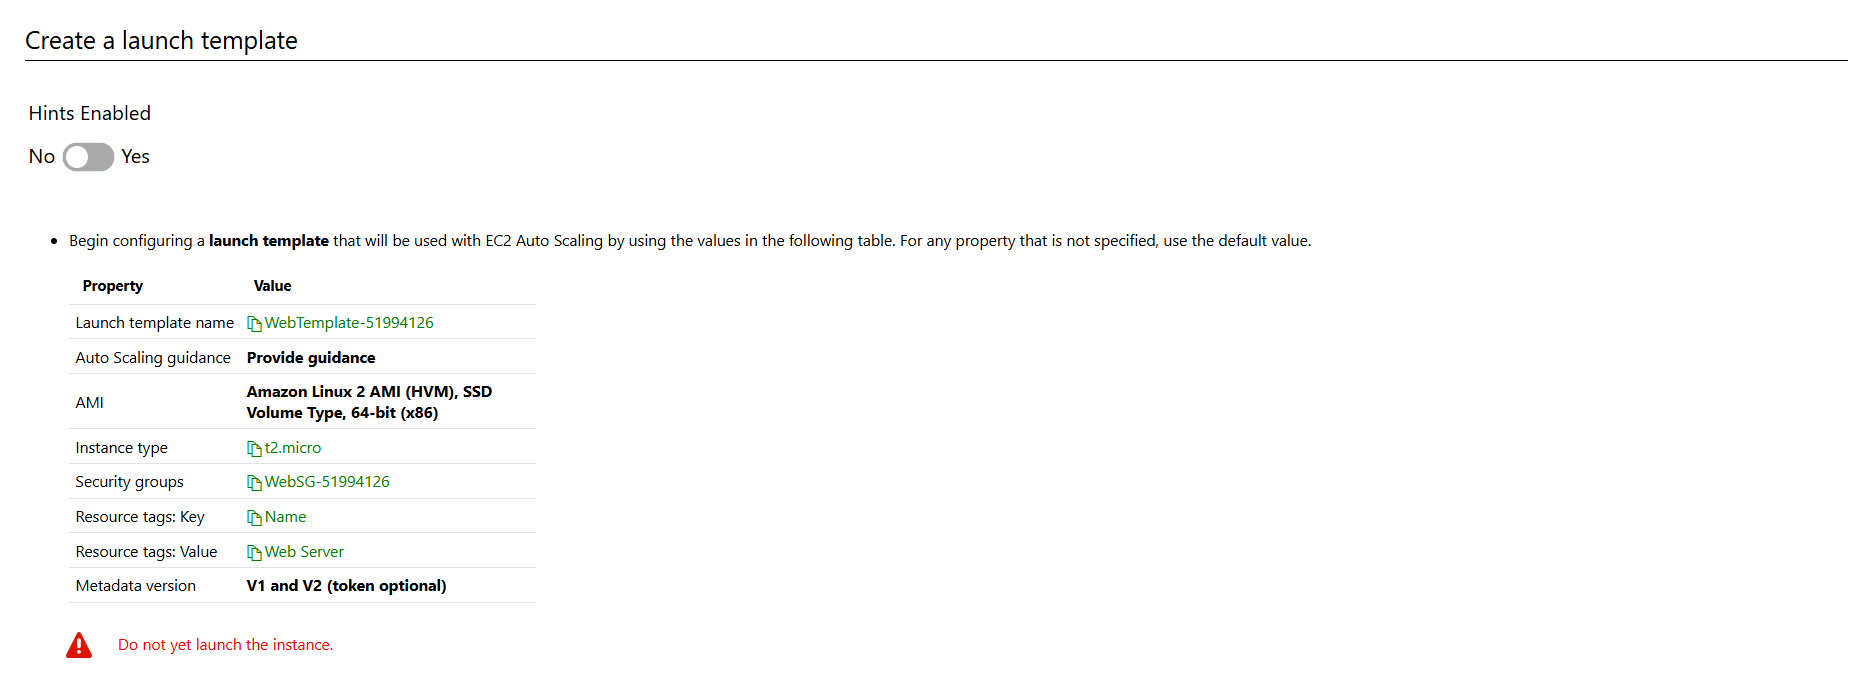 Create a launch template
Hints Enabled
No Yes
• Begin configuring a launch template that will be used with EC2 Auto Scaling by using the values in the following table. For any property that is not specified, use the default value.
Property Value
Launch template name WebTemplate-51994126
Auto Scaling guidance Provide guidance
AMI Amazon Linux 2 AMI (HVM), SSD
Volume Type, 64-bit (x86)
Instance type t2.micro
Security groups WebSG-51994126
Resource tags: Key Name
Resource tags: Value Web Server
Metadata version V1 and V2 (token optional)
Do not yet launch the instance.